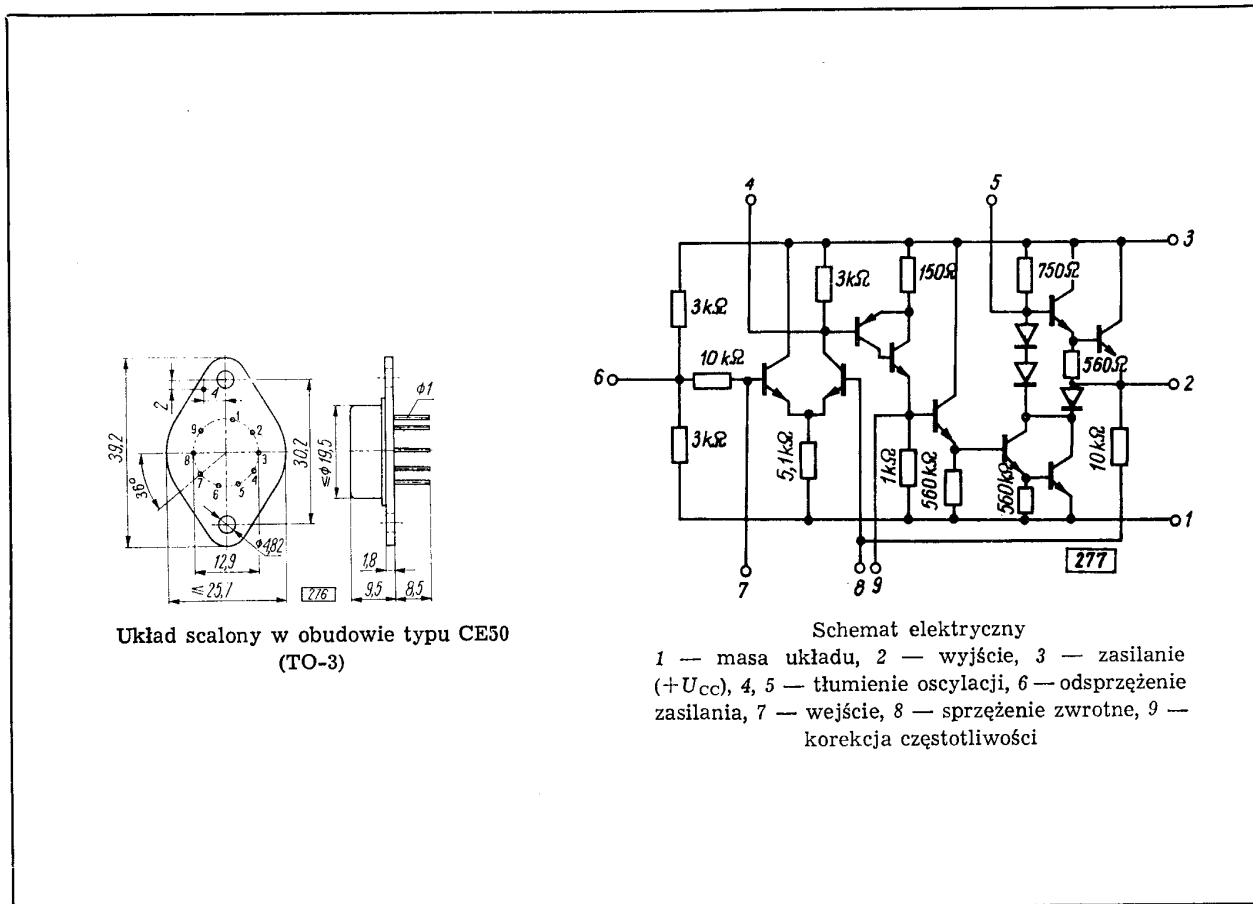 39,2
2
4
9
1
2
8
3
7
4
6
5
36°
30,2
⌀4,82
12,9
≤ 25,7
276
≤⌀19,5
⌀1
1,8
9,5
8,5
Układ scalony w obudowie typu CE50
(TO-3)
4
5
3
3kΩ
3kΩ
150Ω
750Ω
6
10kΩ
560Ω
2
3kΩ
5,1kΩ
1kΩ
560kΩ
560kΩ
10kΩ
1
7
8
9
277
Schemat elektryczny
1 — masa układu, 2 — wyjście, 3 — zasilanie
(+UCC), 4, 5 — tłumienie oscylacji, 6 — odsprzężenie
zasilania, 7 — wejście, 8 — sprzężenie zwrotne, 9 —
korekcja częstotliwości